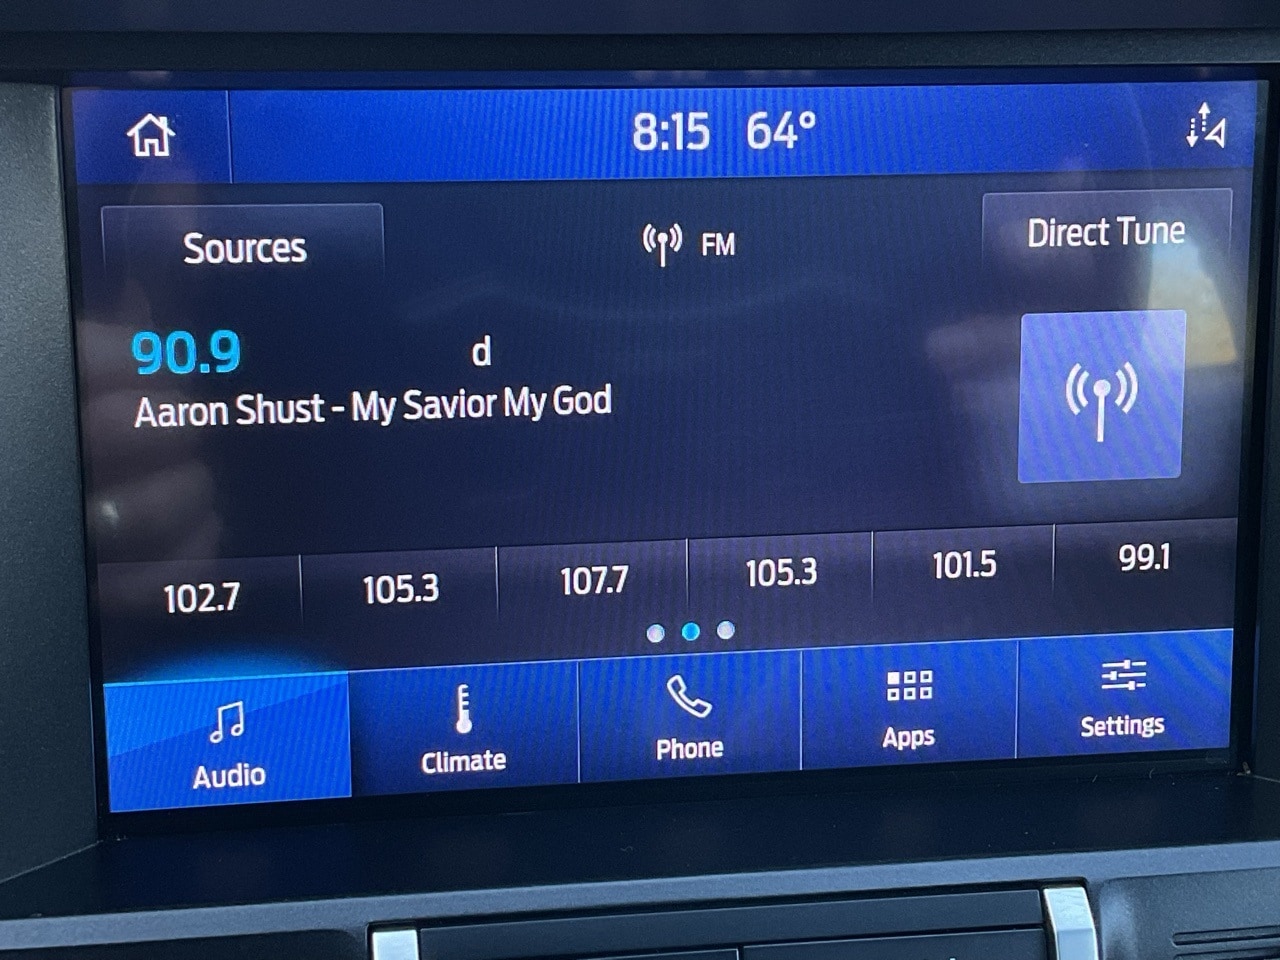 8:15 64°
Sources FM Direct Tune
90.9 d
Aaron Shust - My Savior My God
102.7 105.3 107.7 105.3 101.5 99.1
Audio Climate Phone Apps Settings